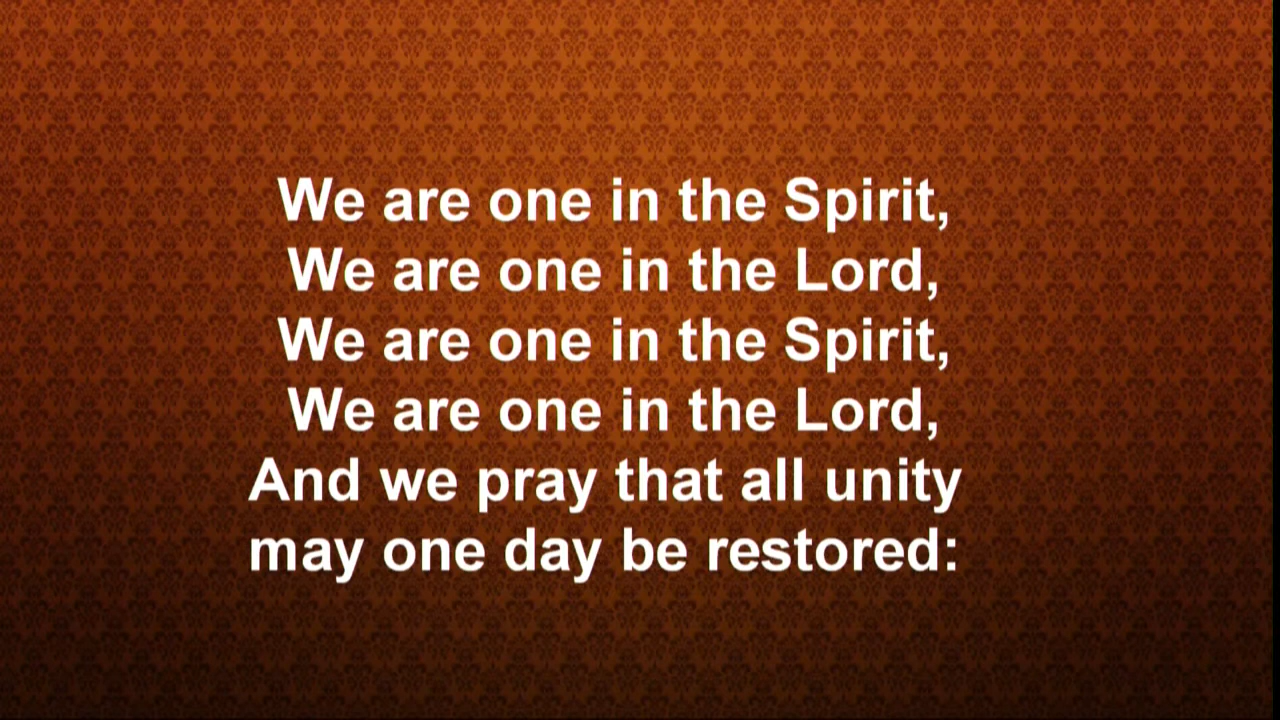 We are one in the Spirit,
We are one in the Lord,
We are one in the Spirit,
We are one in the Lord,
And we pray that all unity
may one day be restored: